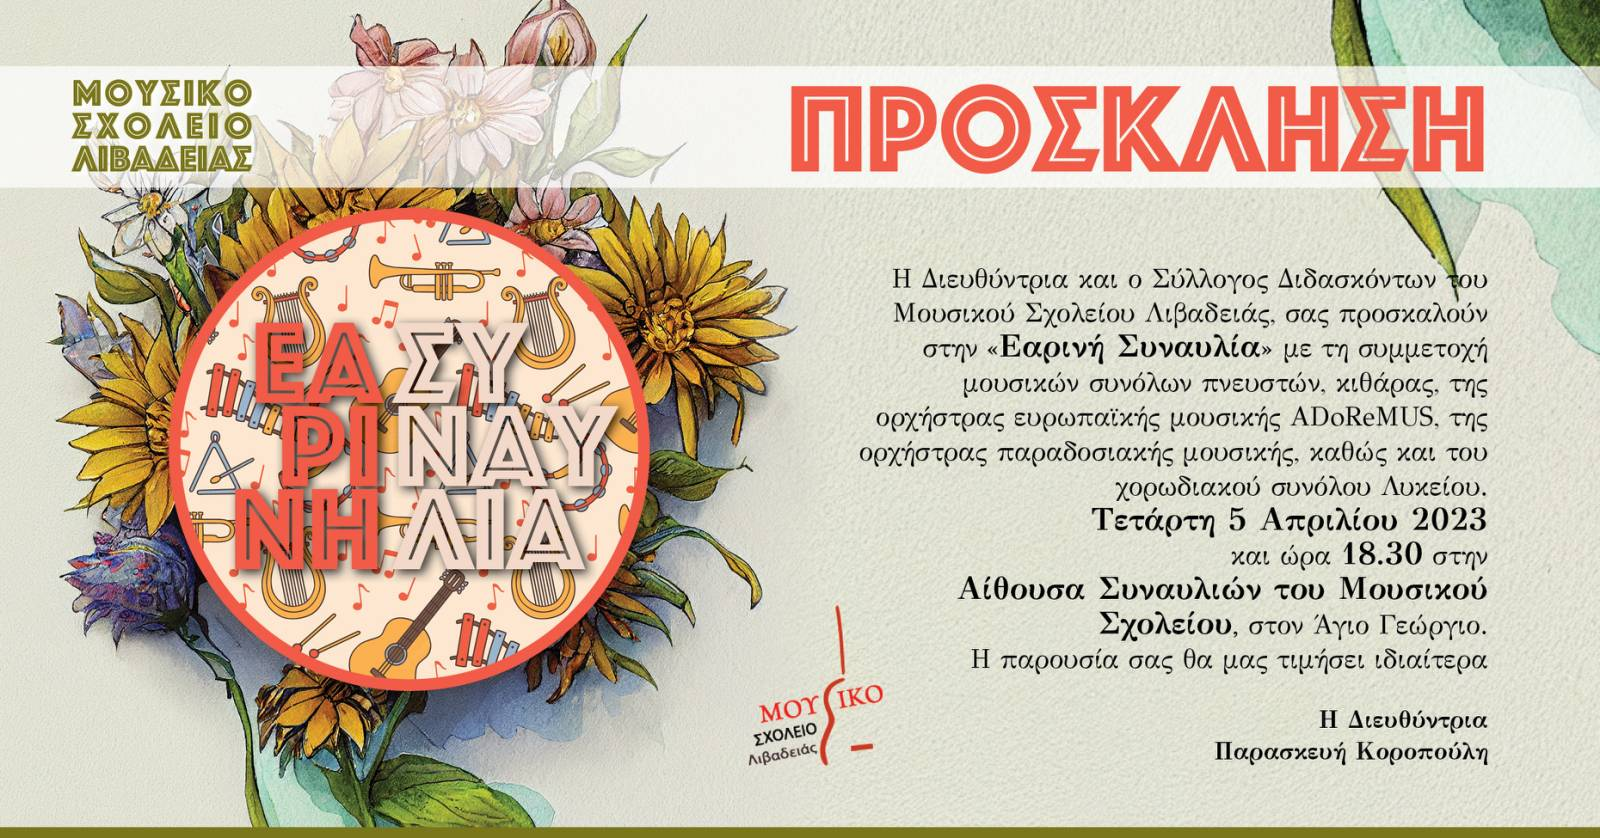 ΜΟΥΣΙΚΟ
ΣΧΟΛΕΙΟ
ΛΙΒΑΔΕΙΑΣ
ΠΡΟΣΚΛΗΣΗ
ΕΑ ΣΥ
ΡΙ ΝΑΥ
ΝΗ ΛΙΑ
Η Διευθύντρια και ο Σύλλογος Διδασκόντων του
Μουσικού Σχολείου Λιβαδειάς, σας προσκαλούν
στην «Εαρινή Συναυλία» με τη συμμετοχή
μουσικών συνόλων πνευστών, κιθάρας, της
ορχήστρας ευρωπαϊκής μουσικής ADoReMUS, της
ορχήστρας παραδοσιακής μουσικής, καθώς και του
χορωδιακού συνόλου Λυκείου.
Τετάρτη 5 Απριλίου 2023
και ώρα 18.30 στην
Αίθουσα Συναυλιών του Μουσικού
Σχολείου, στον Άγιο Γεώργιο.
Η παρουσία σας θα μας τιμήσει ιδιαίτερα
Η Διευθύντρια
Παρασκευή Κοροπούλη
ΜΟΥΣΙΚΟ
ΣΧΟΛΕΙΟ
Λιβαδειάς